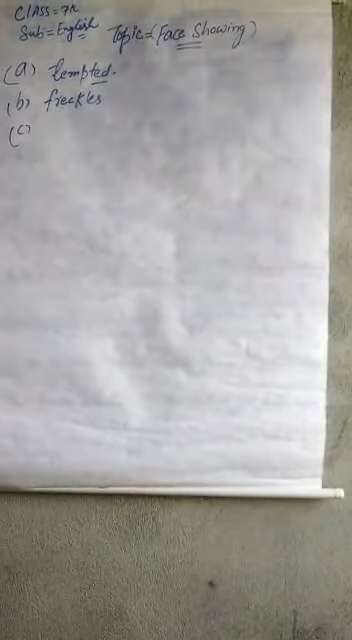 CLASS = 7th
Sub = English Topic = (Face Showing)
(a) tempted.
(b) freckles
(c)